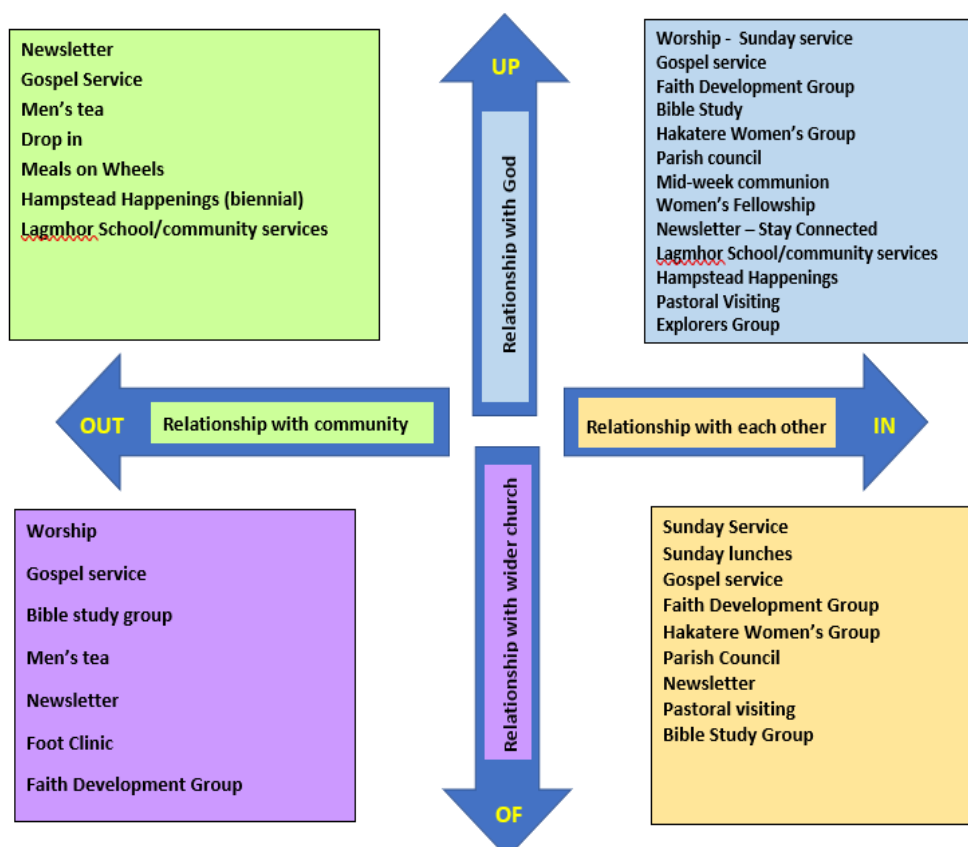 Newsletter
Gospel Service
Men’s tea
Drop in
Meals on Wheels
Hampstead Happenings (biennial)
Lagmhor School/community services
UP
Relationship with God
Worship -  Sunday service
Gospel service
Faith Development Group
Bible Study
Hakatere Women’s Group
Parish council
Mid-week communion
Women’s Fellowship
Newsletter – Stay Connected
Lagmhor School/community services
Hampstead Happenings
Pastoral Visiting
Explorers Group
OUT
Relationship with community
Relationship with each other
IN
Worship
Gospel service
Bible study group
Men’s tea
Newsletter
Foot Clinic
Faith Development Group
Relationship with wider church
OF
Sunday Service
Sunday lunches
Gospel service
Faith Development Group
Hakatere Women’s Group
Parish Council
Newsletter
Pastoral visiting
Bible Study Group